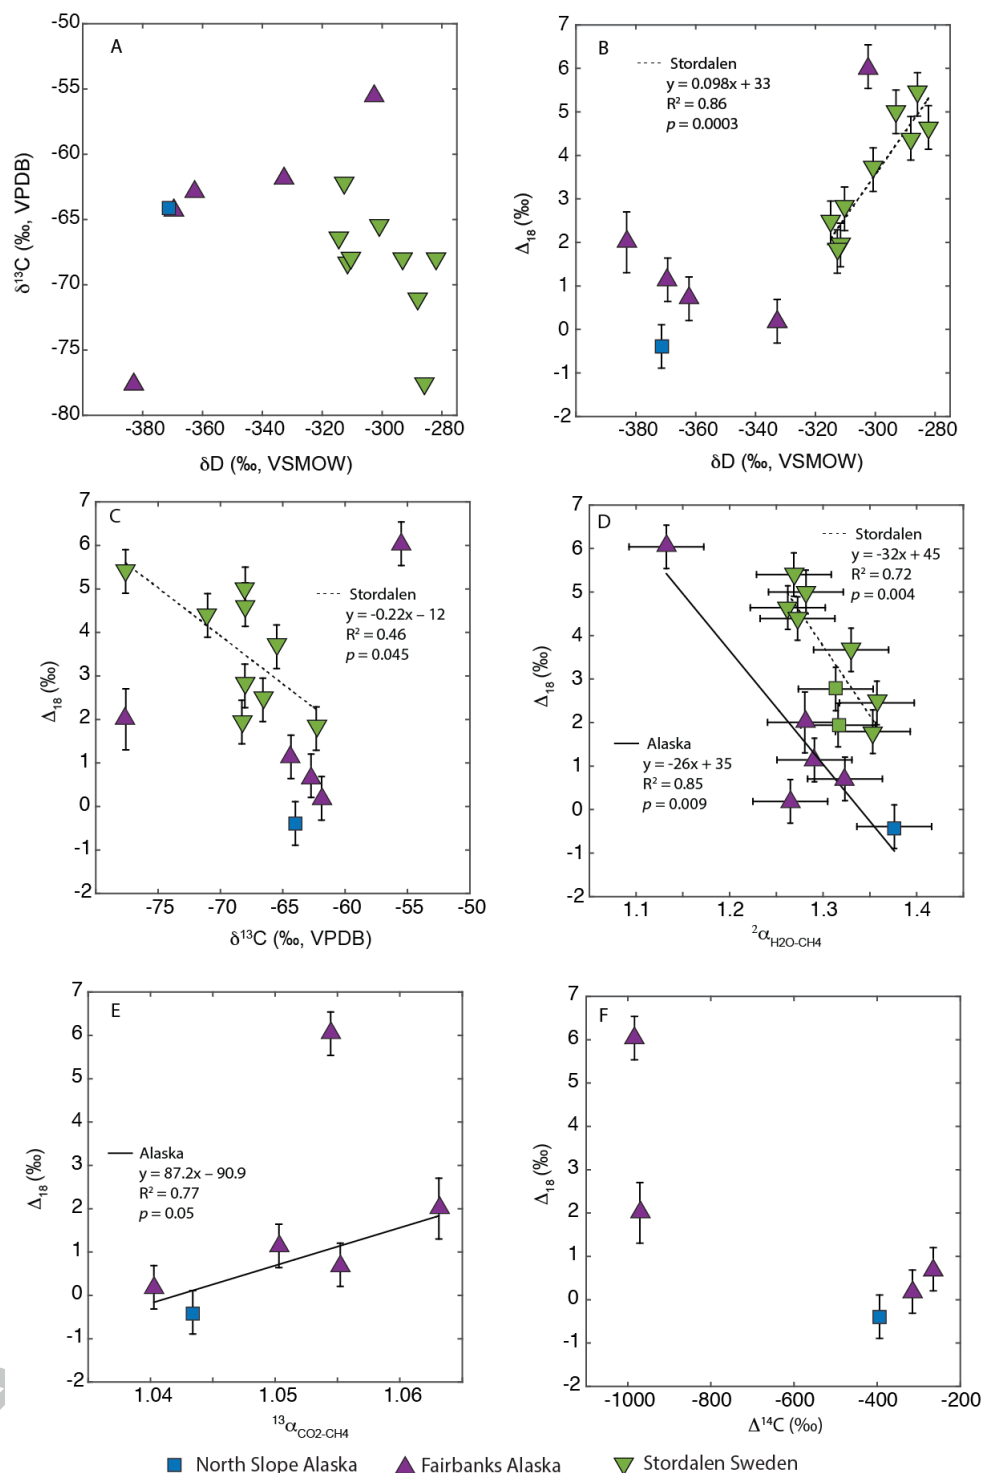 A
-50
-55
-60
-65
-70
-75
-80
δ13C (‰, VPDB)
-380 -360 -340 -320 -300 -280
δD (‰, VSMOW)
B
7
6
5
4
3
2
1
0
-1
-2
Δ18 (‰)
Stordalen
y = 0.098x + 33
R² = 0.86
p = 0.0003
-380 -360 -340 -320 -300 -280
δD (‰, VSMOW)
C
7
6
5
4
3
2
1
0
-1
-2
Δ18 (‰)
Stordalen
y = -0.22x – 12
R² = 0.46
p = 0.045
-75 -70 -65 -60 -55 -50
δ13C (‰, VPDB)
D
7
6
5
4
3
2
1
0
-1
-2
Δ18 (‰)
Stordalen
y = -32x + 45
R² = 0.72
p = 0.004
Alaska
y = -26x + 35
R² = 0.85
p = 0.009
1.1 1.2 1.3 1.4
2αH2O-CH4
E
7
6
5
4
3
2
1
0
-1
-2
Δ18 (‰)
Alaska
y = 87.2x – 90.9
R² = 0.77
p = 0.05
1.04 1.05 1.06
13αCO2-CH4
F
7
6
5
4
3
2
1
0
-1
-2
Δ18 (‰)
-1000 -800 -600 -400 -200
Δ14C (‰)
North Slope Alaska Fairbanks Alaska Stordalen Sweden